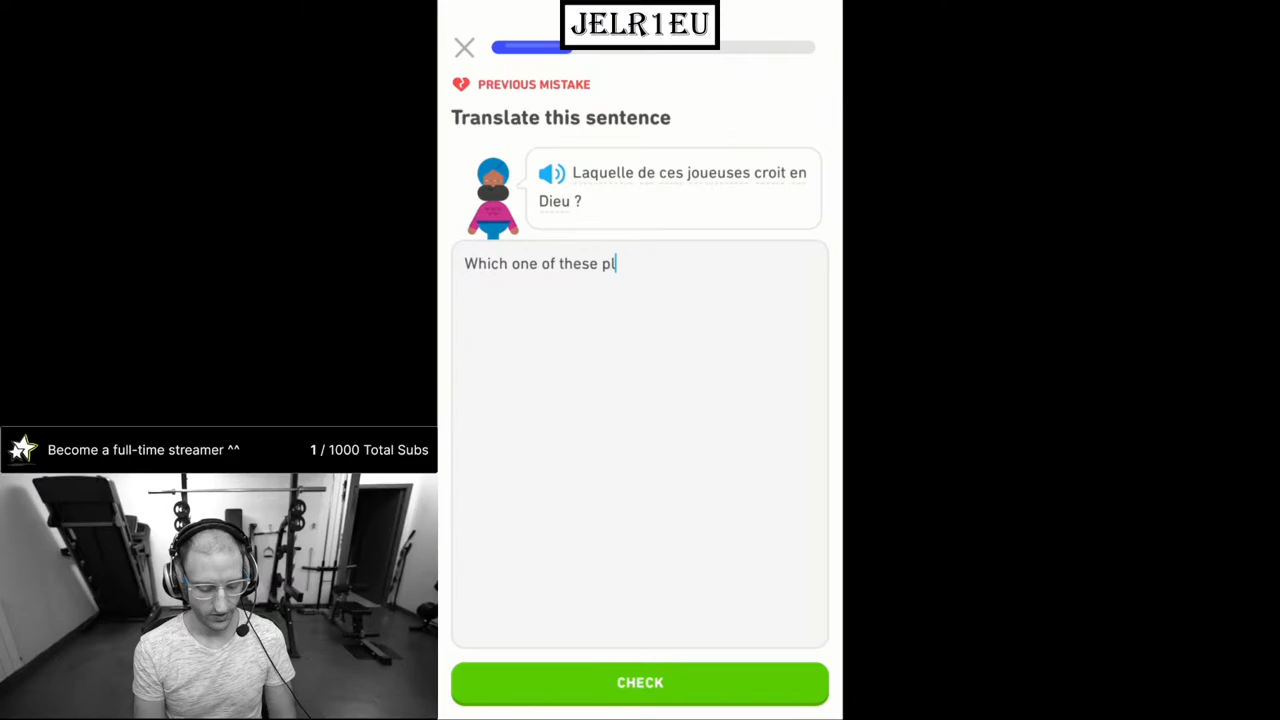 JELR1EU
PREVIOUS MISTAKE
Translate this sentence
Laquelle de ces joueuses croit en
Dieu ?
Which one of these pl
Become a full-time streamer ^^ 1 / 1000 Total Subs
CHECK